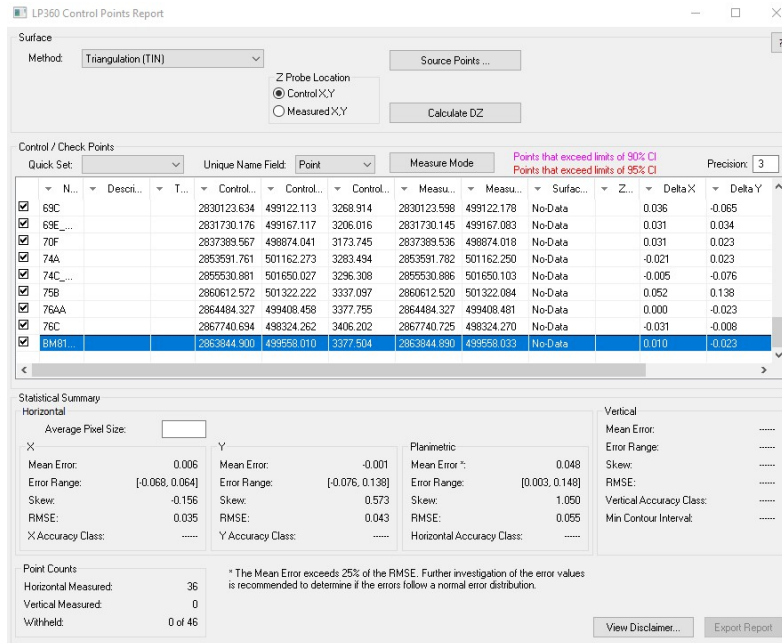 LP360 Control Points Report
Surface
Method: Triangulation (TIN) Source Points ...
Z Probe Location
Control X,Y
Measured X,Y
Calculate DZ
Control / Check Points
Quick Set: Unique Name Field: Point Measure Mode Points that exceed limits of 90% CI Precision: 3
Points that exceed limits of 95% CI
N... Descri... T... Control... Control... Control... Measu... Measu... Surfac... Z... Delta X Delta Y
69C 2830123.634 499122.113 3268.914 2830123.598 499122.178 No-Data 0.036 -0.065
69E_... 2831730.176 499167.117 3206.016 2831730.145 499167.083 No-Data 0.031 0.034
70F 2837389.567 498874.041 3173.745 2837389.536 498874.018 No-Data 0.031 0.023
74A 2853591.761 501162.273 3283.494 2853591.782 501162.250 No-Data -0.021 0.023
74C_... 2855530.881 501650.027 3296.308 2855530.886 501650.103 No-Data -0.005 -0.076
75B 2860612.572 501322.222 3337.097 2860612.520 501322.084 No-Data 0.052 0.138
76AA 2864484.327 499408.458 3377.755 2864484.327 499408.481 No-Data 0.000 -0.023
76C 2867740.694 498324.262 3406.202 2867740.725 498324.270 No-Data -0.031 -0.008
BM81... 2863844.900 499558.010 3377.504 2863844.890 499558.033 No-Data 0.010 -0.023
Statistical Summary
Horizontal Vertical
Average Pixel Size: Mean Error: ------
X Y Planimetric Error Range: ------
Mean Error: 0.006 Mean Error: -0.001 Mean Error *: 0.048 Skew: ------
Error Range: [-0.068, 0.064] Error Range: [-0.076, 0.138] Error Range: [0.003, 0.148] RMSE: ------
Skew: -0.156 Skew: 0.573 Skew: 1.050 Vertical Accuracy Class: ------
RMSE: 0.035 RMSE: 0.043 RMSE: 0.055 Min Contour Interval: ------
X Accuracy Class: ------ Y Accuracy Class: ------ Horizontal Accuracy Class: ------
Point Counts
Horizontal Measured: 36
Vertical Measured: 0
Withheld: 0 of 46
* The Mean Error exceeds 25% of the RMSE. Further investigation of the error values
is recommended to determine if the errors follow a normal error distribution.
View Disclaimer... Export Report